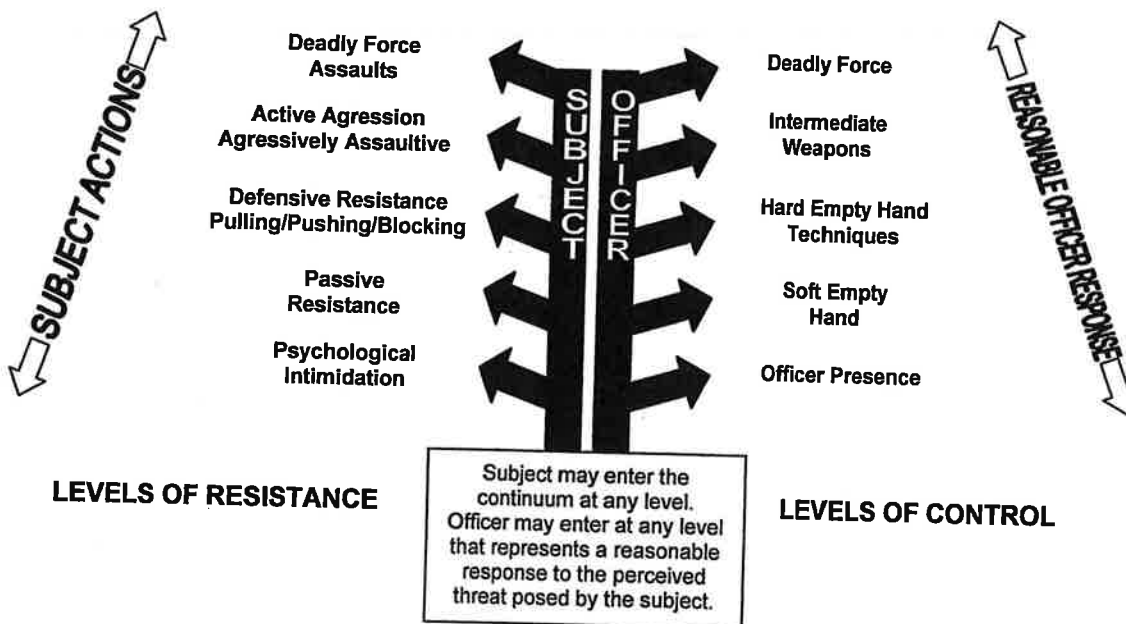 SUBJECT ACTIONS
Deadly Force
Assaults
Active Agression
Agressively Assaultive
Defensive Resistance
Pulling/Pushing/Blocking
Passive
Resistance
Psychological
Intimidation
LEVELS OF RESISTANCE
SUBJECT
OFFICER
Deadly Force
Intermediate
Weapons
Hard Empty Hand
Techniques
Soft Empty
Hand
Officer Presence
LEVELS OF CONTROL
REASONABLE OFFICER RESPONSE
Subject may enter the
continuum at any level.
Officer may enter at any level
that represents a reasonable
response to the perceived
threat posed by the subject.